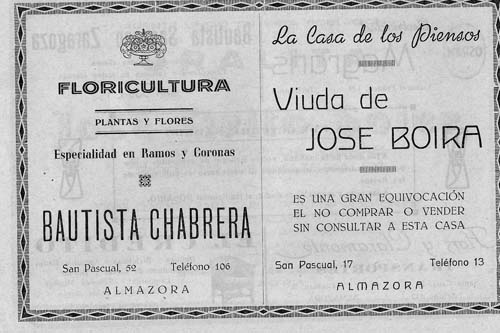 FLORICULTURA
PLANTAS Y FLORES
Especialidad en Ramos y Coronas
BAUTISTA CHABRERA
San Pascual, 52 Teléfono 106
ALMAZORA
La Casa de los Piensos
Viuda de
JOSE BOIRA
ES UNA GRAN EQUIVOCACIÓN
EL NO COMPRAR O VENDER
SIN CONSULTAR A ESTA CASA
San Pascual, 17 Teléfono 13
ALMAZORA